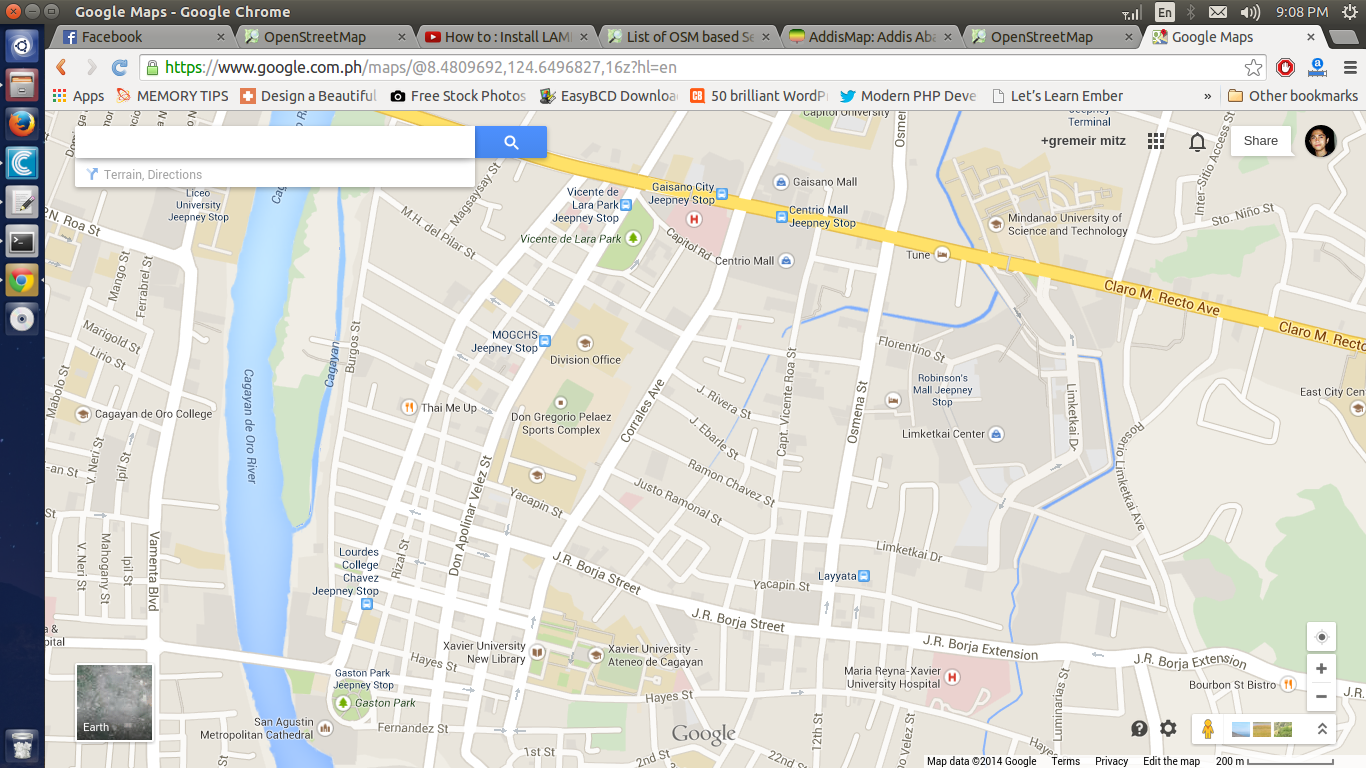 Google Maps - Google Chrome
En
9:08 PM
Facebook
OpenStreetMap
How to : Install LAM
List of OSM based Se
AddisMap: Addis Aba
OpenStreetMap
Google Maps
https://www.google.com.ph/maps/@8.4809692,124.6496827,16z?hl=en
Apps
MEMORY TIPS
Design a Beautiful
Free Stock Photos
EasyBCD Downloa
50 brilliant WordP
Modern PHP Deve
Let's Learn Ember
»
Other bookmarks
Terrain, Directions
+gremeir mitz
Share
Terminal
Capitol University
Osmen
Inter-Sitio Access
Sto. Niño St
Liceo
University
Jeepney Stop
N. Roa St
Magsaysay St
M.H. del Pilar St
Vicente de
Lara Park
Jeepney Stop
Gaisano City
Jeepney Stop
Gaisano Mall
Centrio Mall
Jeepney Stop
Mindanao University of
Science and Technology
Vicente de Lara Park
Capitol Rd
Centrio Mall
Tune
Claro M. Recto Ave
Claro M. Recto
Mango St
Ferrabrel St
Marigold St
Lirio St
Mabolo St
Burgos St
Cagayan
MOGCHS
Jeepney Stop
Division Office
Florentino St
Robinson's
Mall Jeepney
Stop
Capt. Vicente Roa St
Osmena St
Limketkai Dr
East City Cen
Cagayan de Oro College
Cagayan de Oro River
Thai Me Up
Don Gregorio Pelaez
Sports Complex
Corrales Ave
J. Rivera St
J. Ebarle St
Limketkai Center
Rosario
Limketkai Ave
V. Neri St
Ipil St
an St
Ramon Chavez St
Justo Ramonal St
Yacapin St
Don Apolinar Velez St
Rizal St
V. Neri St
Mahogany St
Ipil St
Vamenta Blvd
Lourdes
College
Chavez
Jeepney Stop
J.R. Borja Street
Limketkai Dr
Yacapin St
Layyata
J.R. Borja Street
J.R. Borja Extension
J.R. Borja Extension
J.R.
a &
pital
Xavier University
New Library
Xavier University -
Ateneo de Cagayan
Hayes St
Gaston Park
Jeepney Stop
Gaston Park
Hayes St
Maria Reyna-Xavier
University Hospital
Luminarias St
Bourbon St Bistro
San Agustin
Metropolitan Cathedral
Fernandez St
1st St
2nd St
22nd St
12th St
o Velez St
Hayes
Earth
Google
Map data ©2014 Google
Terms
Privacy
Edit the map
200 m